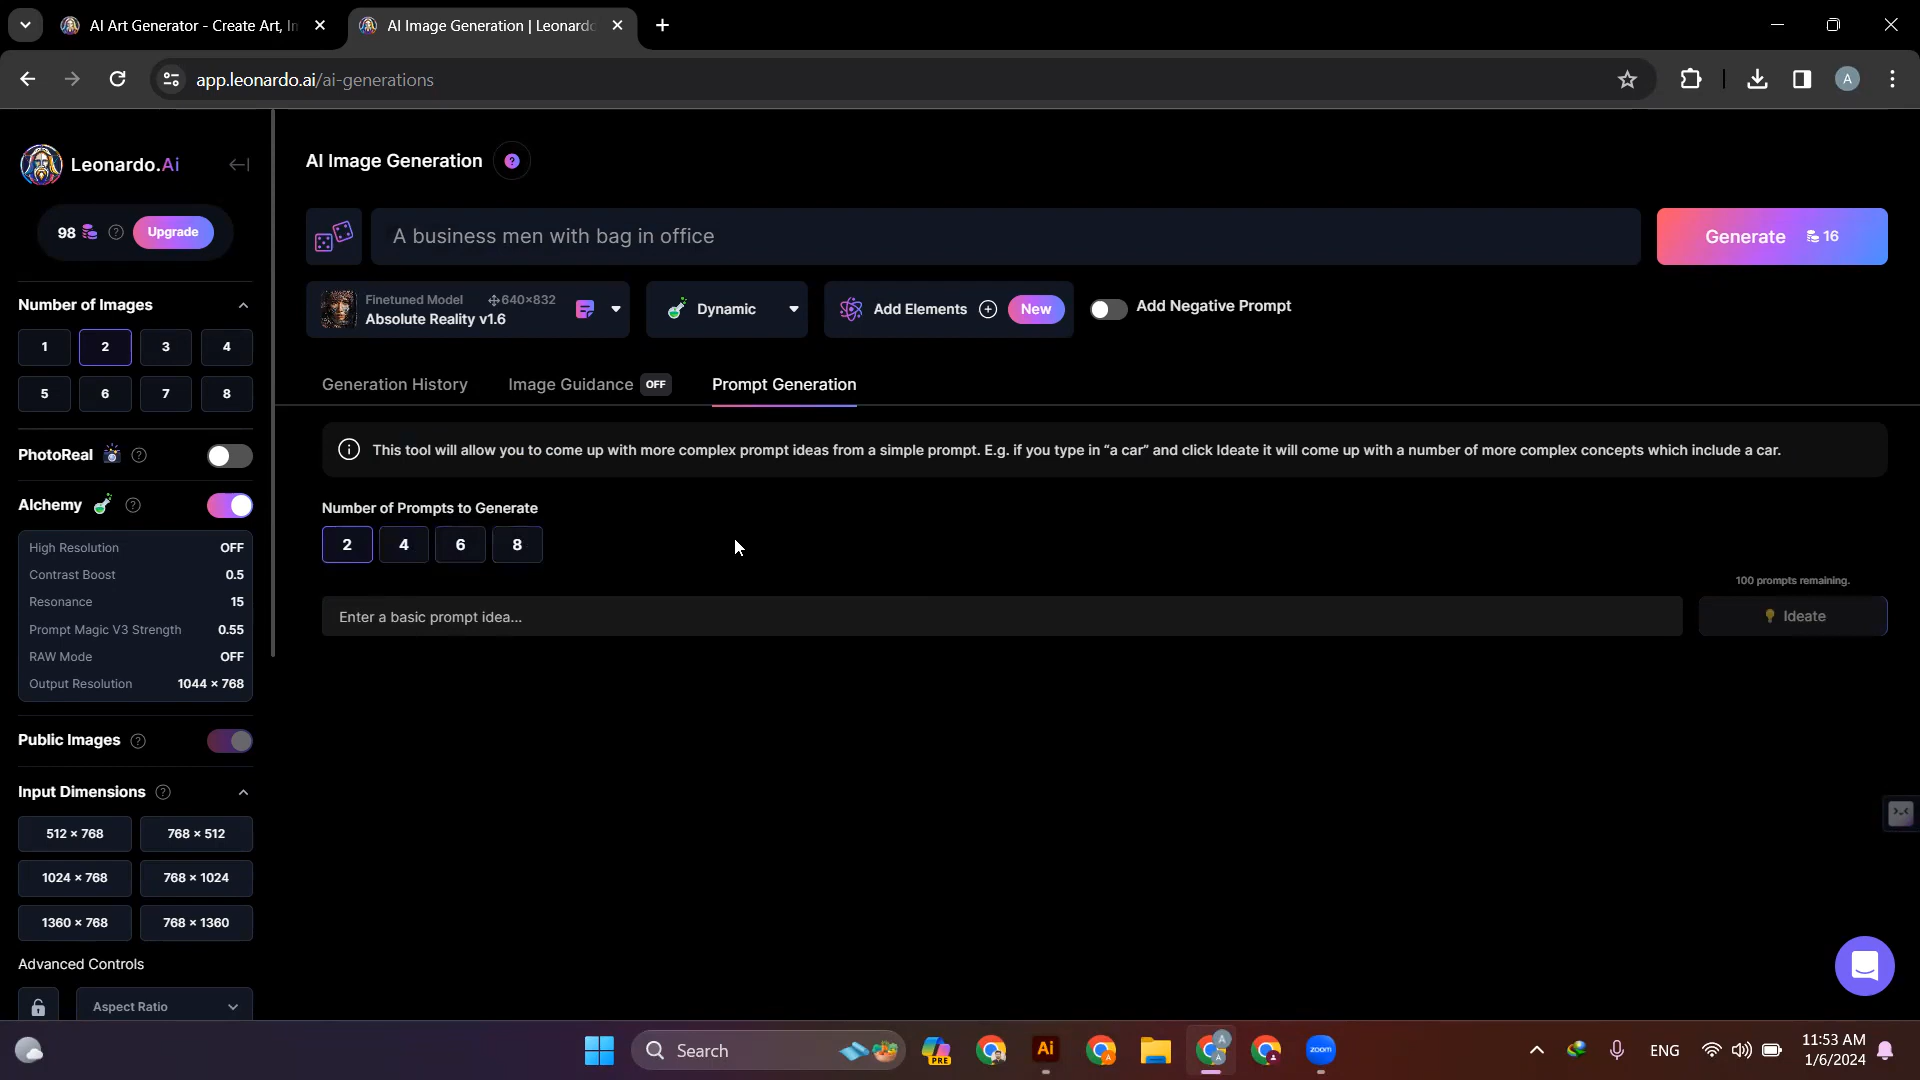 AI Art Generator - Create Art, In
AI Image Generation | Leonardo
app.leonardo.ai/ai-generations
A
Leonardo.Ai
98
Upgrade
Number of Images
1
2
3
4
5
6
7
8
PhotoReal
Alchemy
High Resolution OFF
Contrast Boost 0.5
Resonance 15
Prompt Magic V3 Strength 0.55
RAW Mode OFF
Output Resolution 1044 × 768
Public Images
Input Dimensions
512 × 768
768 × 512
1024 × 768
768 × 1024
1360 × 768
768 × 1360
Advanced Controls
Aspect Ratio
AI Image Generation
A business men with bag in office
Generate 16
Finetuned Model 640×832
Absolute Reality v1.6
Dynamic
Add Elements
New
Add Negative Prompt
Generation History
Image Guidance OFF
Prompt Generation
This tool will allow you to come up with more complex prompt ideas from a simple prompt. E.g. if you type in “a car” and click Ideate it will come up with a number of more complex concepts which include a car.
Number of Prompts to Generate
2
4
6
8
100 prompts remaining.
Enter a basic prompt idea...
Ideate
Search
PRE
Ai
zoom
ENG
11:53 AM
1/6/2024